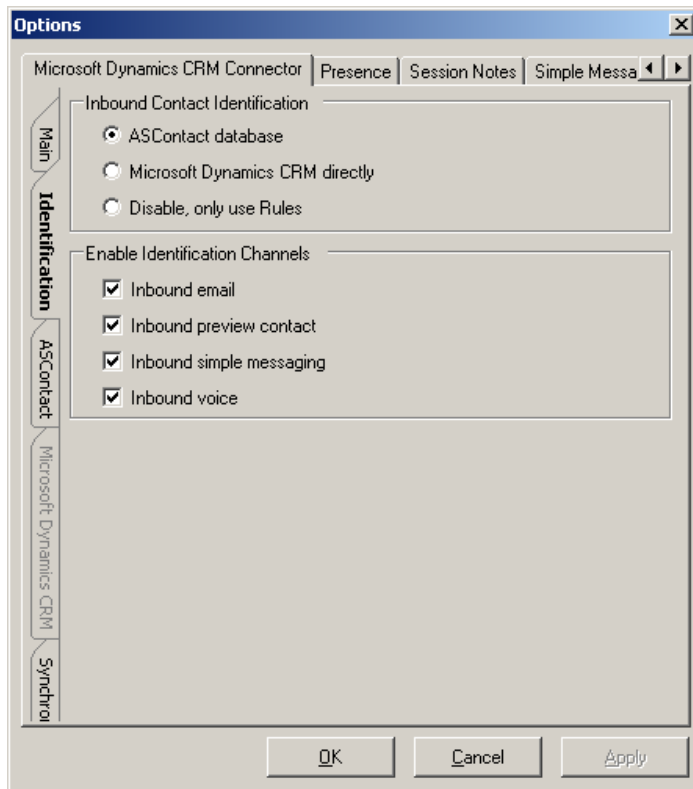 Options
Microsoft Dynamics CRM Connector
Presence
Session Notes
Simple Messa
Main
Identification
ASContact
Microsoft Dynamics CRM
Synchroi
Inbound Contact Identification
ASContact database
Microsoft Dynamics CRM directly
Disable, only use Rules
Enable Identification Channels
Inbound email
Inbound preview contact
Inbound simple messaging
Inbound voice
OK
Cancel
Apply